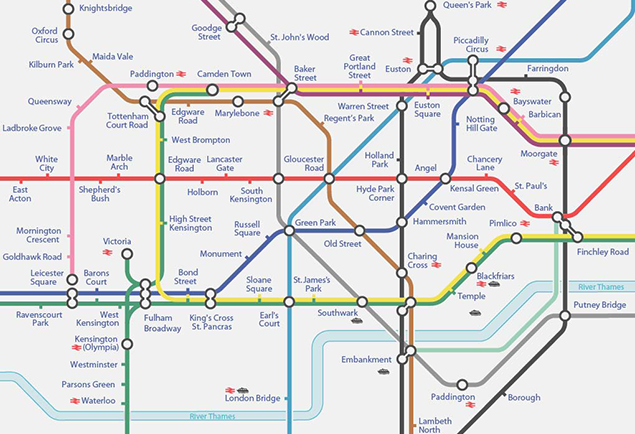 Knightsbridge
Queen's Park
Oxford
Circus
Goodge
Street
St. John's Wood
Cannon Street
Piccadilly
Circus
Maida Vale
Kilburn Park
Paddington
Camden Town
Baker
Street
Great
Portland
Street
Euston
Farringdon
Queensway
Tottenham
Court Road
Edgware
Road
Marylebone
Warren Street
Regent's Park
Euston
Square
Bayswater
Barbican
Notting
Hill Gate
Ladbroke Grove
West Brompton
Moorgate
White
City
Marble
Arch
Edgware
Road
Lancaster
Gate
Gloucester
Road
Holland
Park
Angel
Chancery
Lane
East
Acton
Shepherd's
Bush
Holborn
South
Kensington
Hyde Park
Corner
Kensal Green
St. Paul's
Covent Garden
Bank
Mornington
Crescent
High Street
Kensington
Russell
Square
Green Park
Hammersmith
Pimlico
Victoria
Old Street
Mansion
House
Goldhawk Road
Monument
Finchley Road
Charing
Cross
Leicester
Square
Barons
Court
Bond
Street
Sloane
Square
St.James's
Park
Blackfriars
Temple
River Thames
Ravenscourt
Park
West
Kensington
Fulham
Broadway
King's Cross
St. Pancras
Earl's
Court
Southwark
Putney Bridge
Kensington
(Olympia)
Westminster
Embankment
Parsons Green
Waterloo
London Bridge
Paddington
Borough
River Thames
Lambeth
North